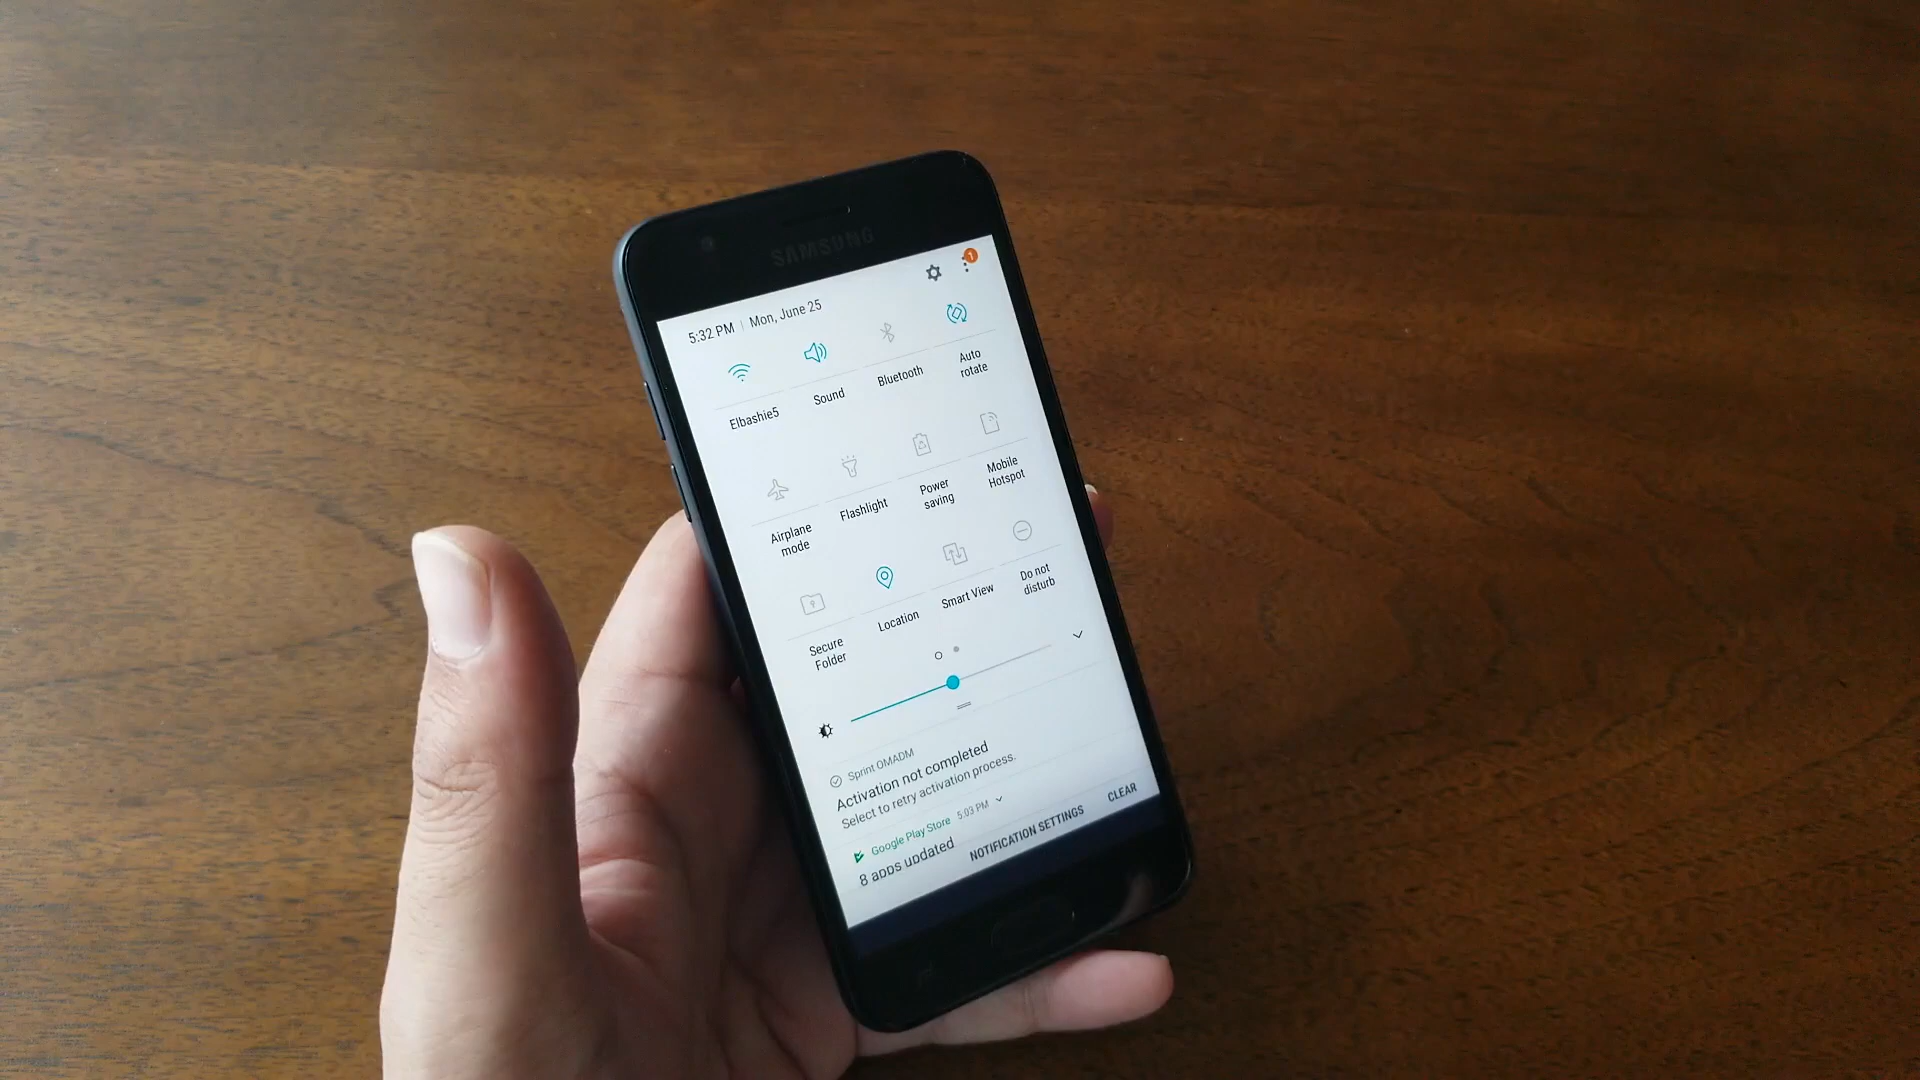 SAMSUNG
1
5:32 PM | Mon, June 25
Elbashie5
Sound
Bluetooth
Auto
rotate
Airplane
mode
Flashlight
Power
saving
Mobile
Hotspot
Secure
Folder
Location
Smart View
Do not
disturb
Sprint OMADM
Activation not completed
Select to retry activation process.
Google Play Store 5:03 PM
8 apps updated
NOTIFICATION SETTINGS
CLEAR